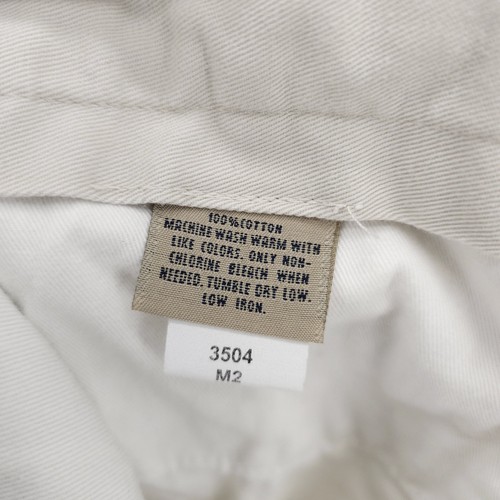 100% COTTON
MACHINE WASH WARM WITH
LIKE COLORS. ONLY NON-
CHLORINE BLEACH WHEN
NEEDED. TUMBLE DRY LOW.
LOW IRON.
3504
M2